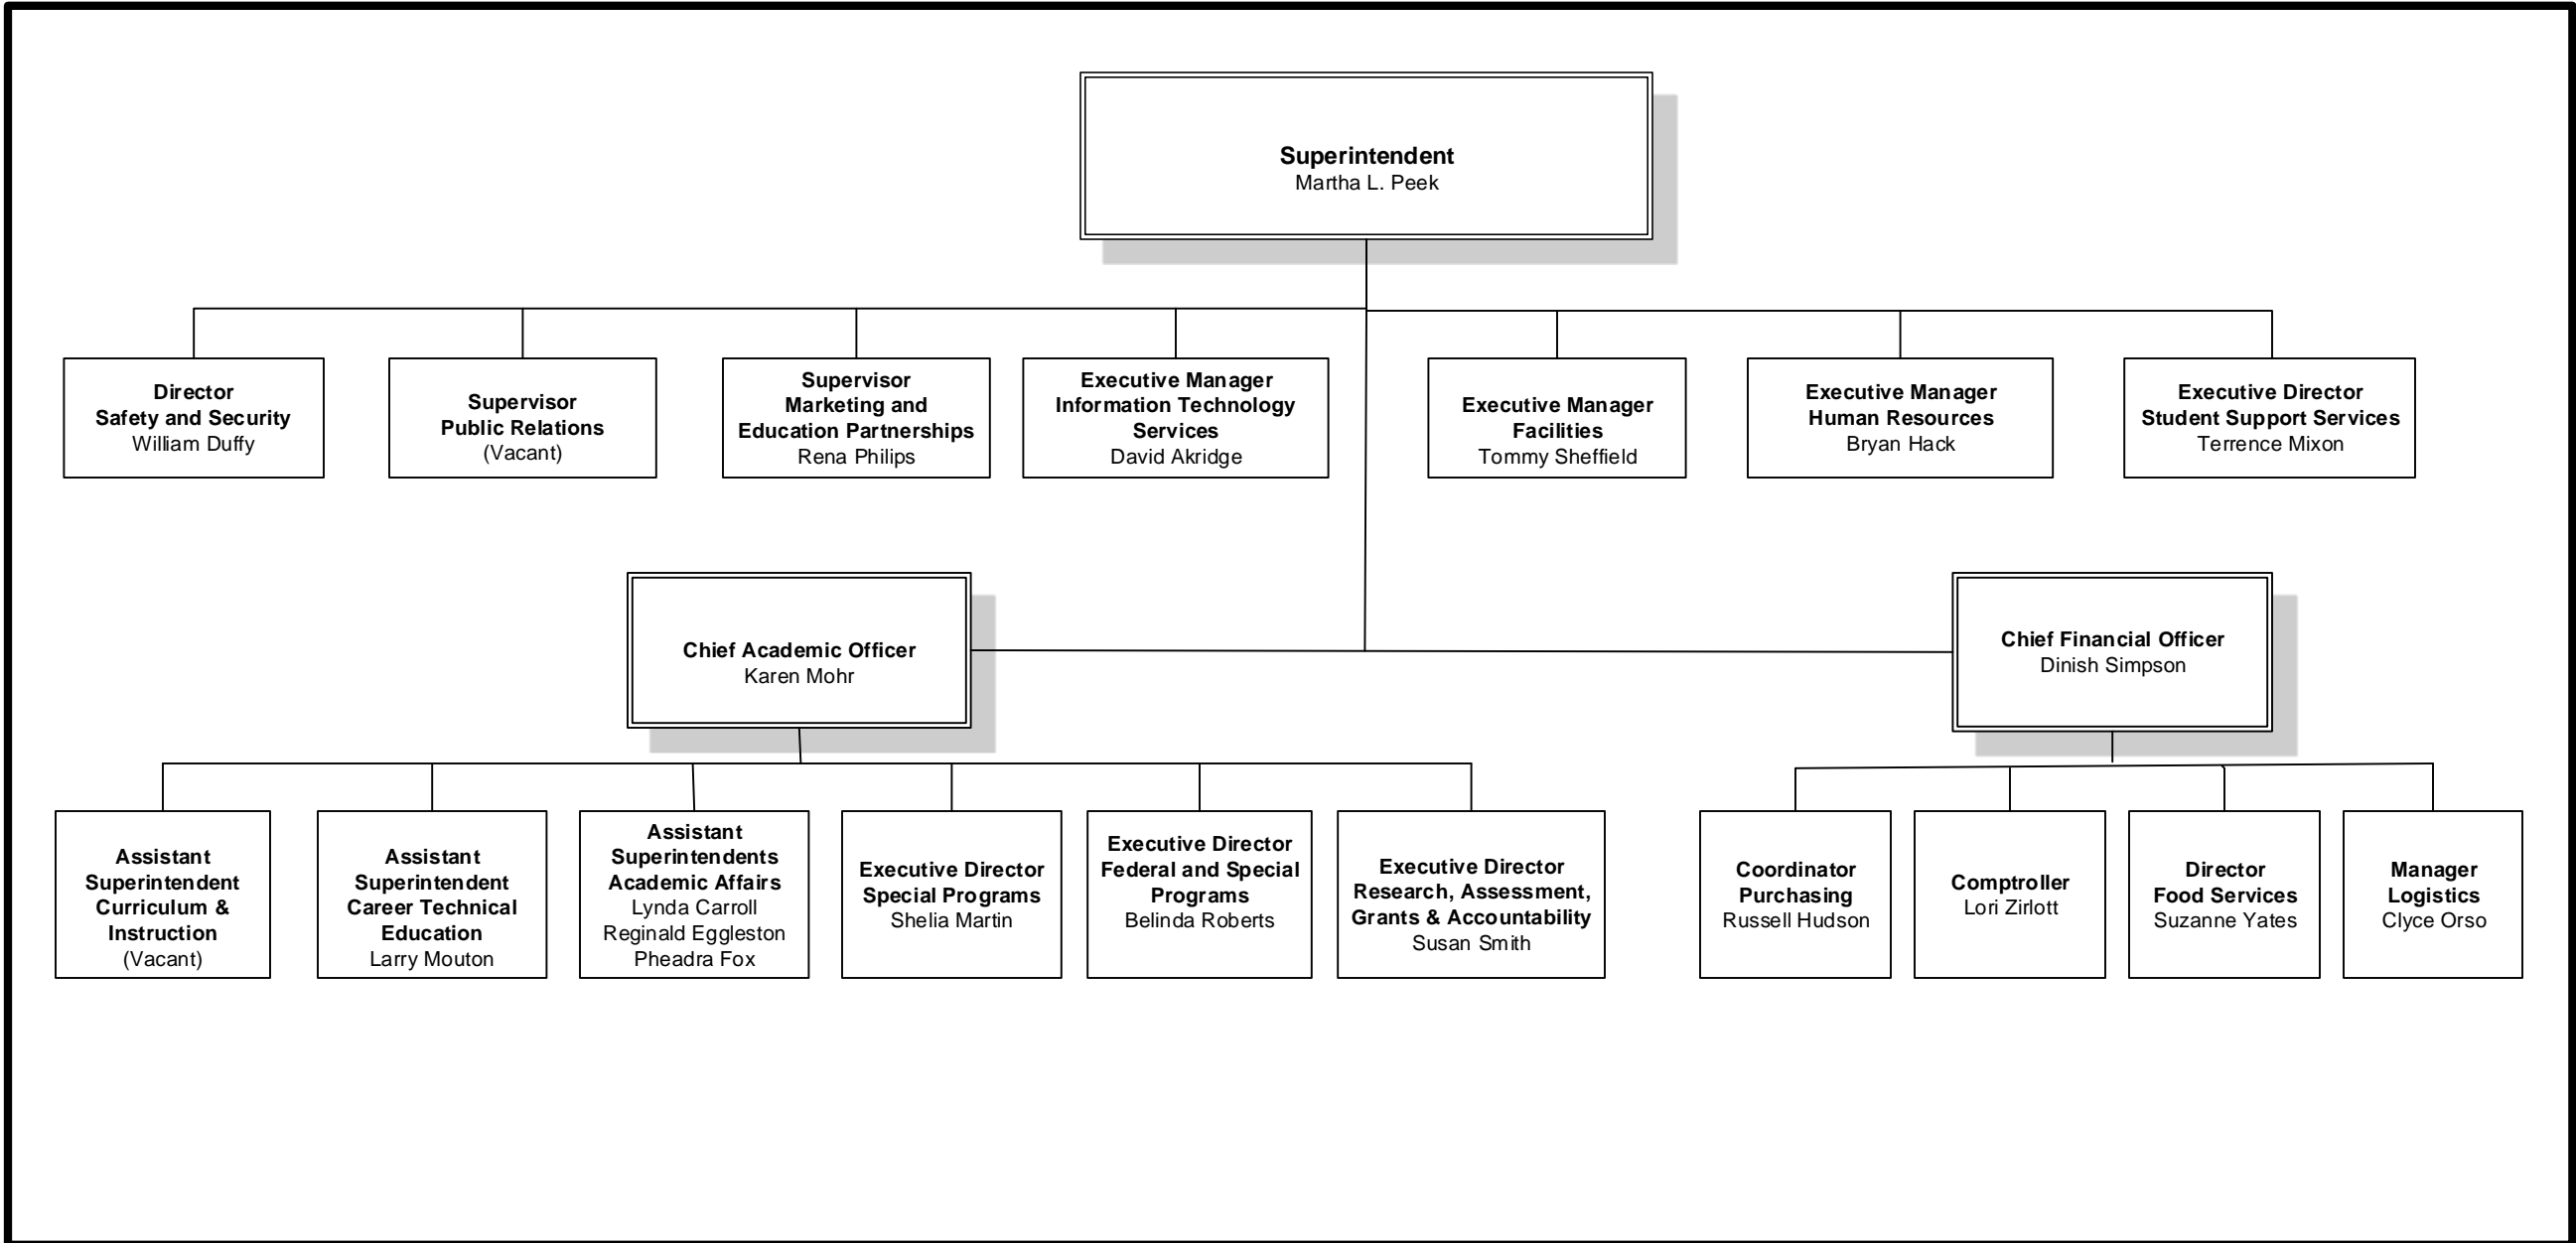 Superintendent
Martha L. Peek
Director
Safety and Security
William Duffy
Supervisor
Public Relations
(Vacant)
Supervisor
Marketing and
Education Partnerships
Rena Philips
Executive Manager
Information Technology
Services
David Akridge
Executive Manager
Facilities
Tommy Sheffield
Executive Manager
Human Resources
Bryan Hack
Executive Director
Student Support Services
Terrence Mixon
Chief Academic Officer
Karen Mohr
Chief Financial Officer
Dinish Simpson
Assistant
Superintendent
Curriculum &
Instruction
(Vacant)
Assistant
Superintendent
Career Technical
Education
Larry Mouton
Assistant
Superintendents
Academic Affairs
Lynda Carroll
Reginald Eggleston
Pheadra Fox
Executive Director
Special Programs
Shelia Martin
Executive Director
Federal and Special
Programs
Belinda Roberts
Executive Director
Research, Assessment,
Grants & Accountability
Susan Smith
Coordinator
Purchasing
Russell Hudson
Comptroller
Lori Zirlott
Director
Food Services
Suzanne Yates
Manager
Logistics
Clyce Orso